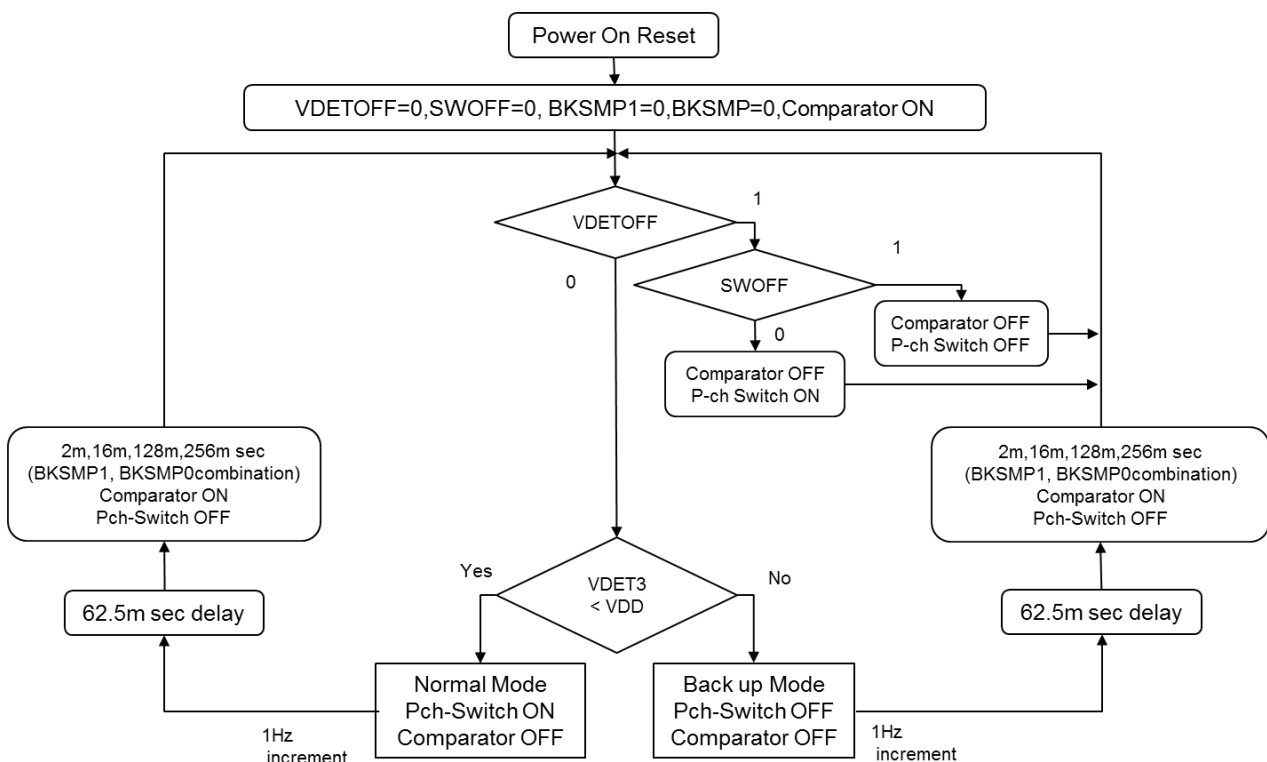 Power On Reset
VDETOFF=0,SWOFF=0, BKSMP1=0,BKSMP=0,Comparator ON
VDETOFF
1
0
SWOFF
1
0
Comparator OFF
P-ch Switch OFF
Comparator OFF
P-ch Switch ON
2m,16m,128m,256m sec
(BKSMP1, BKSMP0combination)
Comparator ON
Pch-Switch OFF
2m,16m,128m,256m sec
(BKSMP1, BKSMP0combination)
Comparator ON
Pch-Switch OFF
62.5m sec delay
Yes
VDET3
< VDD
No
62.5m sec delay
Normal Mode
Pch-Switch ON
Comparator OFF
Back up Mode
Pch-Switch OFF
Comparator OFF
1Hz
increment
1Hz
increment